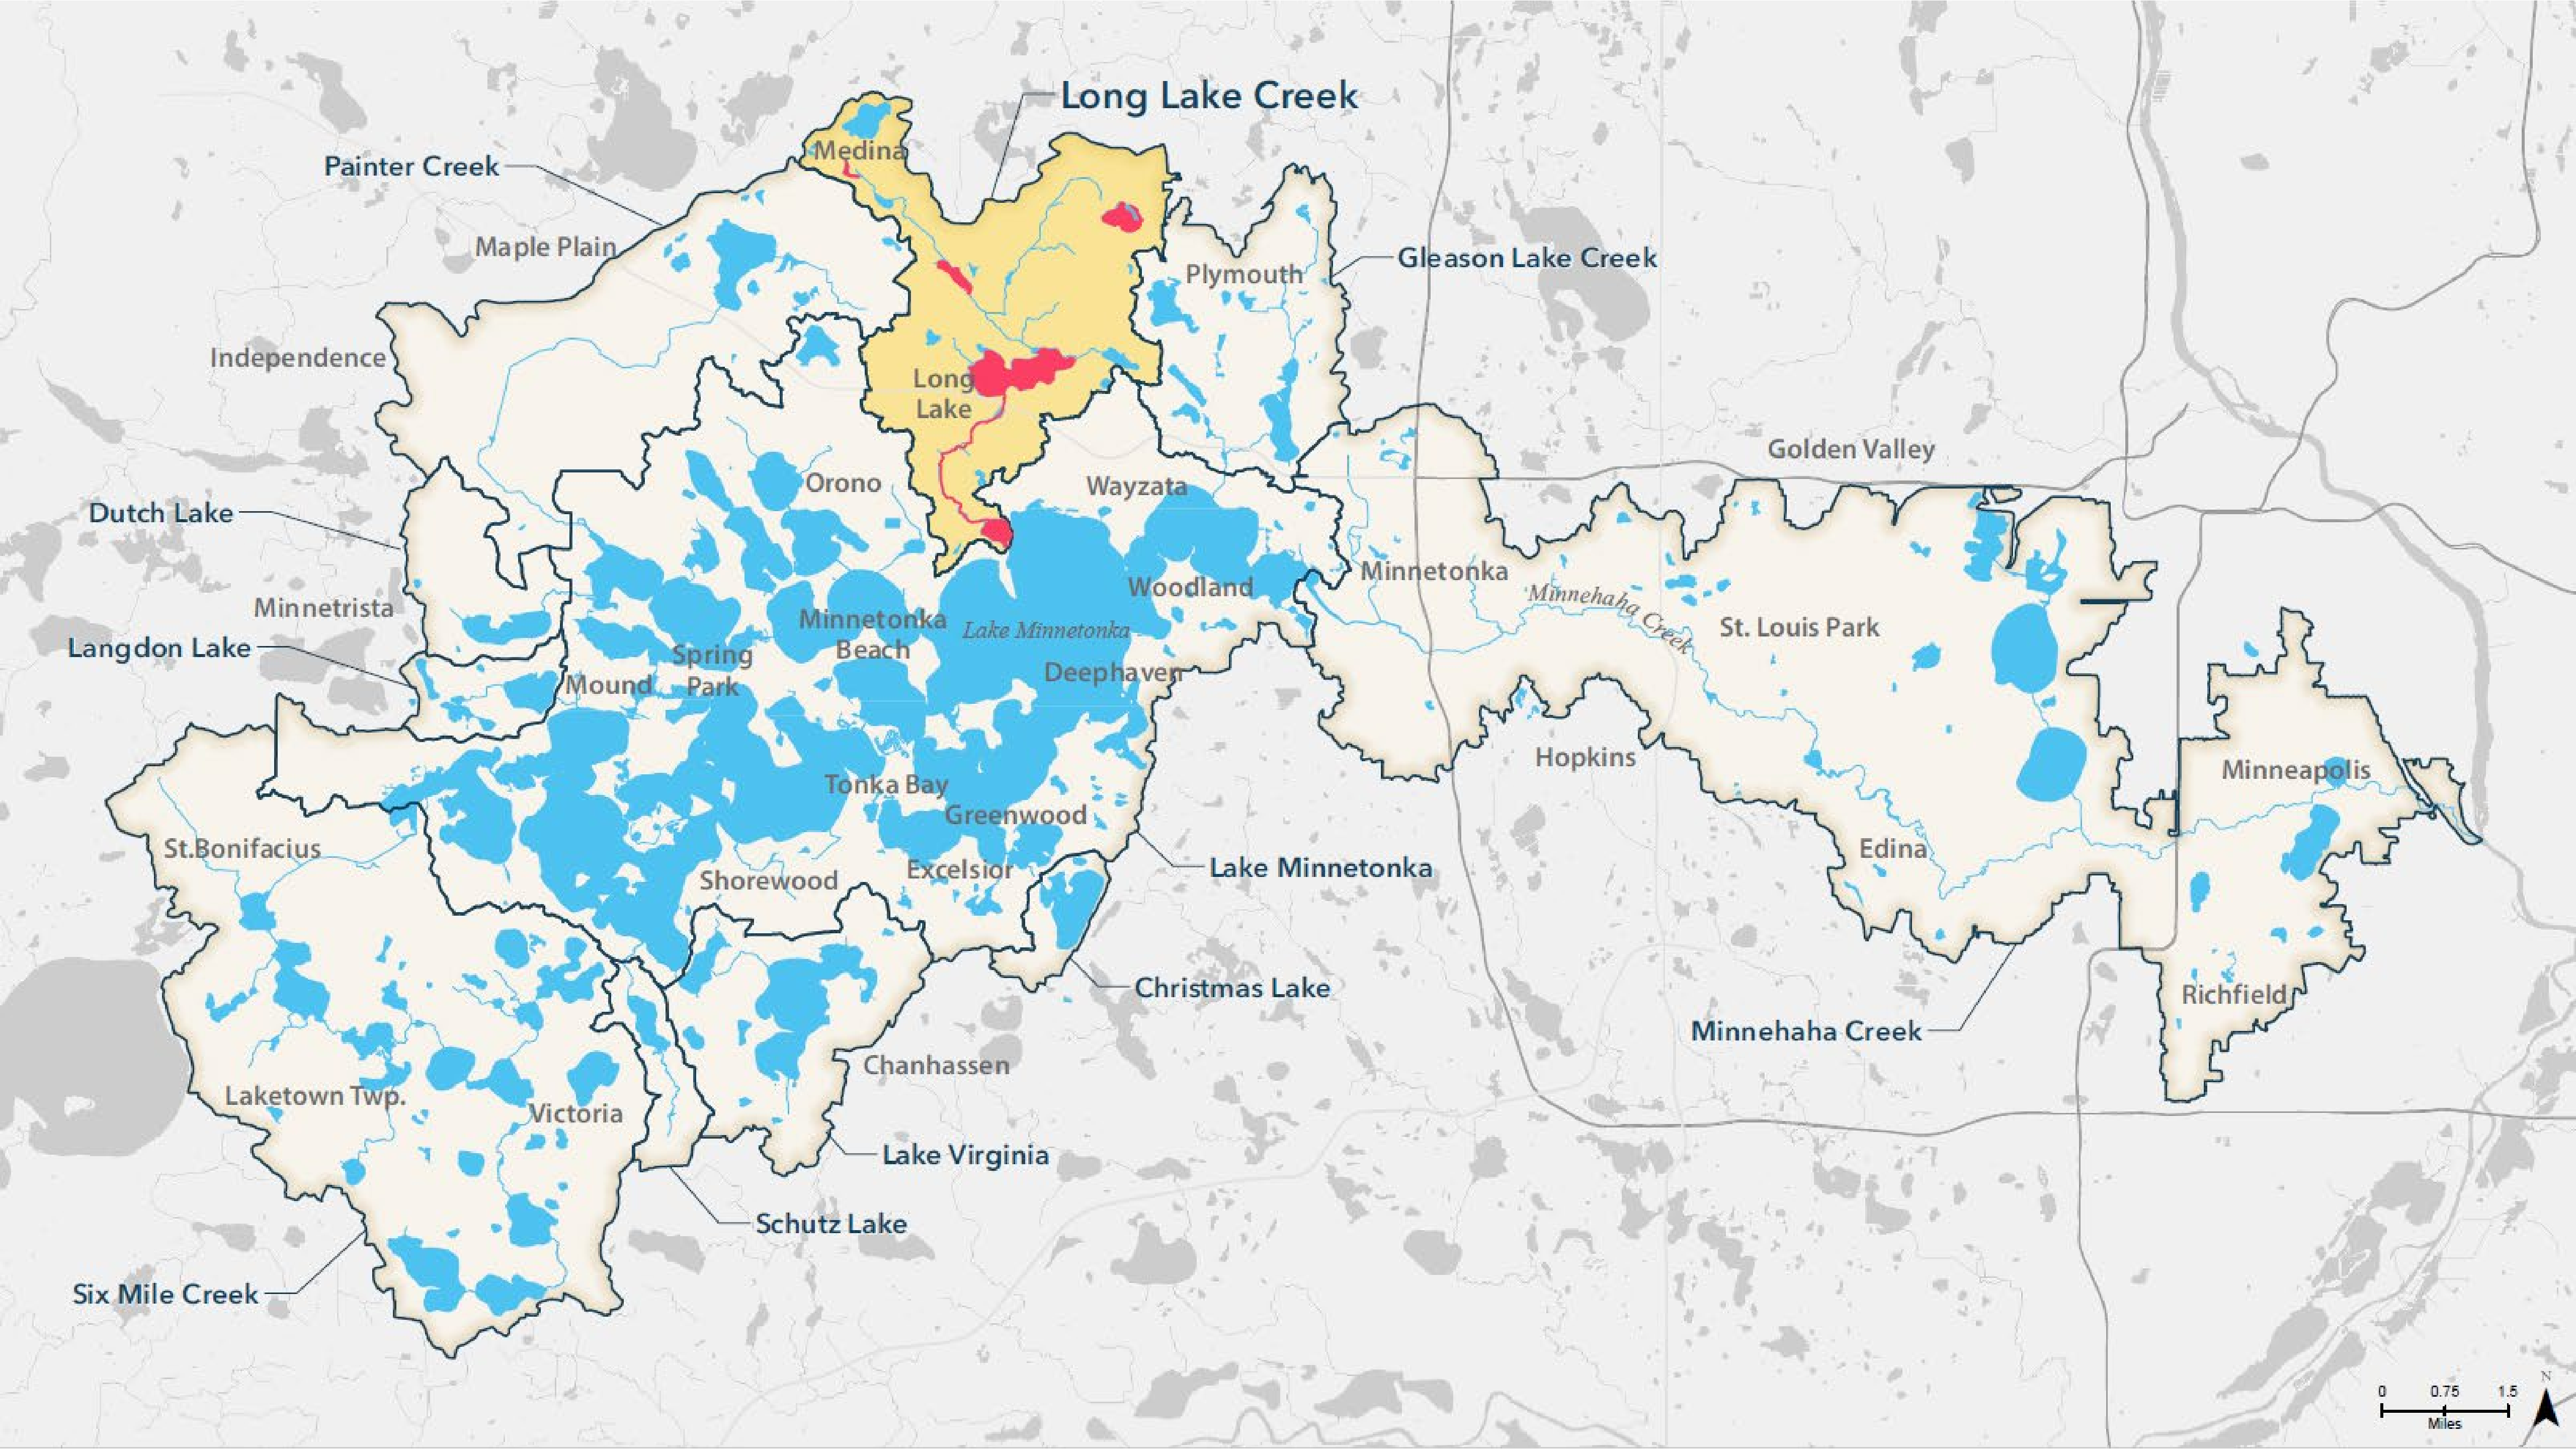 Long Lake Creek
Medina
Painter Creek
Maple Plain
Gleason Lake Creek
Plymouth
Independence
Long
Lake
Golden Valley
Orono
Wayzata
Dutch Lake
Minnetonka
Woodland
Minnehaha Creek
Minnetrista
Minnetonka
Beach
Lake Minnetonka
St. Louis Park
Langdon Lake
Spring
Park
Mound
Deephaven
Hopkins
Minneapolis
Tonka Bay
Greenwood
St.Bonifacius
Edina
Excelsior
Lake Minnetonka
Shorewood
Christmas Lake
Richfield
Minnehaha Creek
Chanhassen
Laketown Twp.
Victoria
Lake Virginia
Schutz Lake
Six Mile Creek
N
0 0.75 1.5
Miles